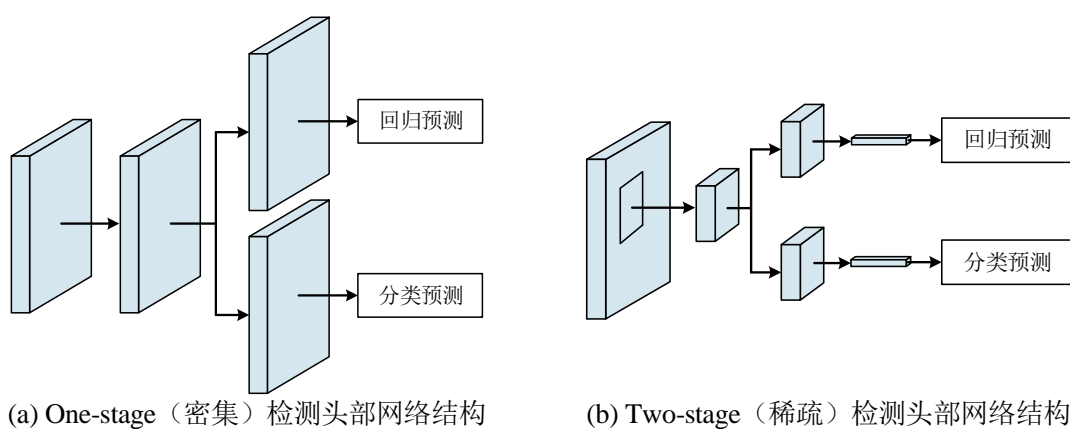 回归预测
分类预测
(a) One-stage（密集）检测头部网络结构
回归预测
分类预测
(b) Two-stage（稀疏）检测头部网络结构